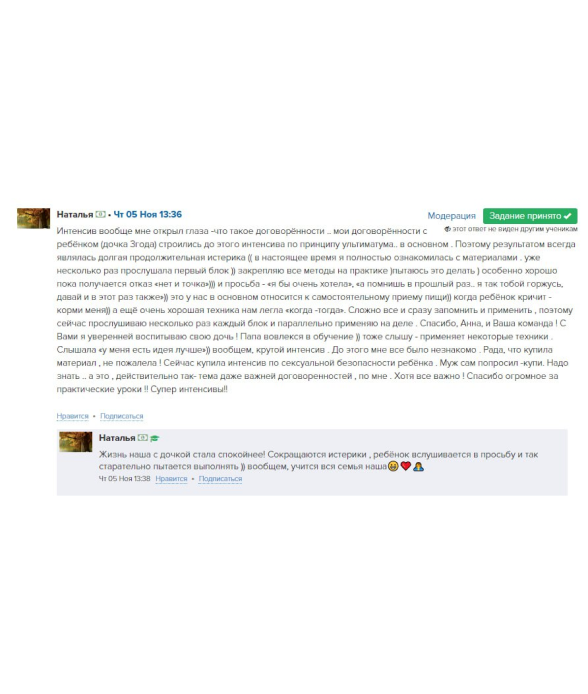 Наталья • Чт 05 Ноя 13:36
Модерация Задание принято
этот ответ не виден другим ученикам
Интенсив вообще мне открыл глаза -что такое договорённости .. мои договорённости с
ребёнком (дочка 3года) строились до этого интенсива по принципу ультиматума.. в основном . Поэтому результатом всегда
являлась долгая продолжительная истерика (( в настоящее время я полностью ознакомилась с материалами . уже
несколько раз прослушала первый блок )) закрепляю все методы на практике )пытаюсь это делать ) особенно хорошо
пока получается отказ «нет и точка»))) и просьба - «я бы очень хотела», «а помнишь в прошлый раз.. я так тобой горжусь,
давай и в этот раз также»)) это у нас в основном относится к самостоятельному приему пищи)) когда ребёнок кричит -
корми меня)) а ещё очень хорошая техника нам легла «когда -тогда». Сложно все и сразу запомнить и применить , поэтому
сейчас прослушиваю несколько раз каждый блок и параллельно применяю на деле . Спасибо, Анна, и Ваша команда ! С
Вами я уверенней воспитываю свою дочь ! Папа вовлекся в обучение )) тоже слышу - применяет некоторые техники .
Слышала «у меня есть идея лучше»)) вообщем, крутой интенсив . До этого мне все было незнакомо . Рада, что купила
материал , не пожалела ! Сейчас купила интенсив по сексуальной безопасности ребёнка . Муж сам попросил -купи. Надо
знать .. а это , действительно так- тема даже важней договоренностей , по мне . Хотя все важно ! Спасибо огромное за
практические уроки !! Супер интенсивы!!
Нравится • Подписаться
Наталья
Жизнь наша с дочкой стала спокойнее! Сокращаются истерики , ребёнок вслушивается в просьбу и так
старательно пытается выполнять )) вообщем, учится вся семья наша😄❤️🙏
Чт 05 Ноя 13:38 Нравится • Подписаться